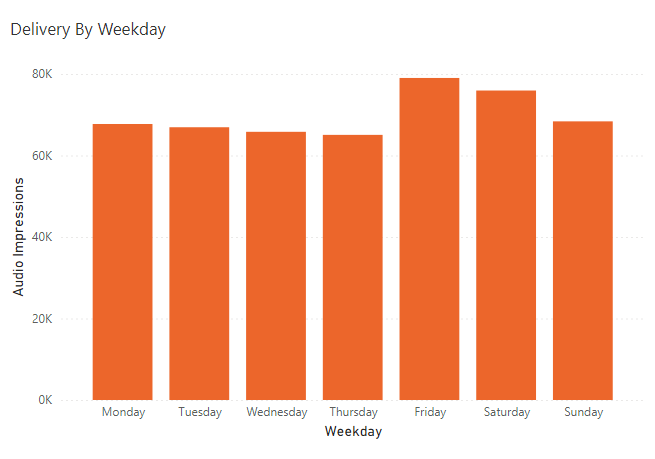 Delivery By Weekday
80K
60K
40K
20K
0K
Audio Impressions
Monday Tuesday Wednesday Thursday Friday Saturday Sunday
Weekday